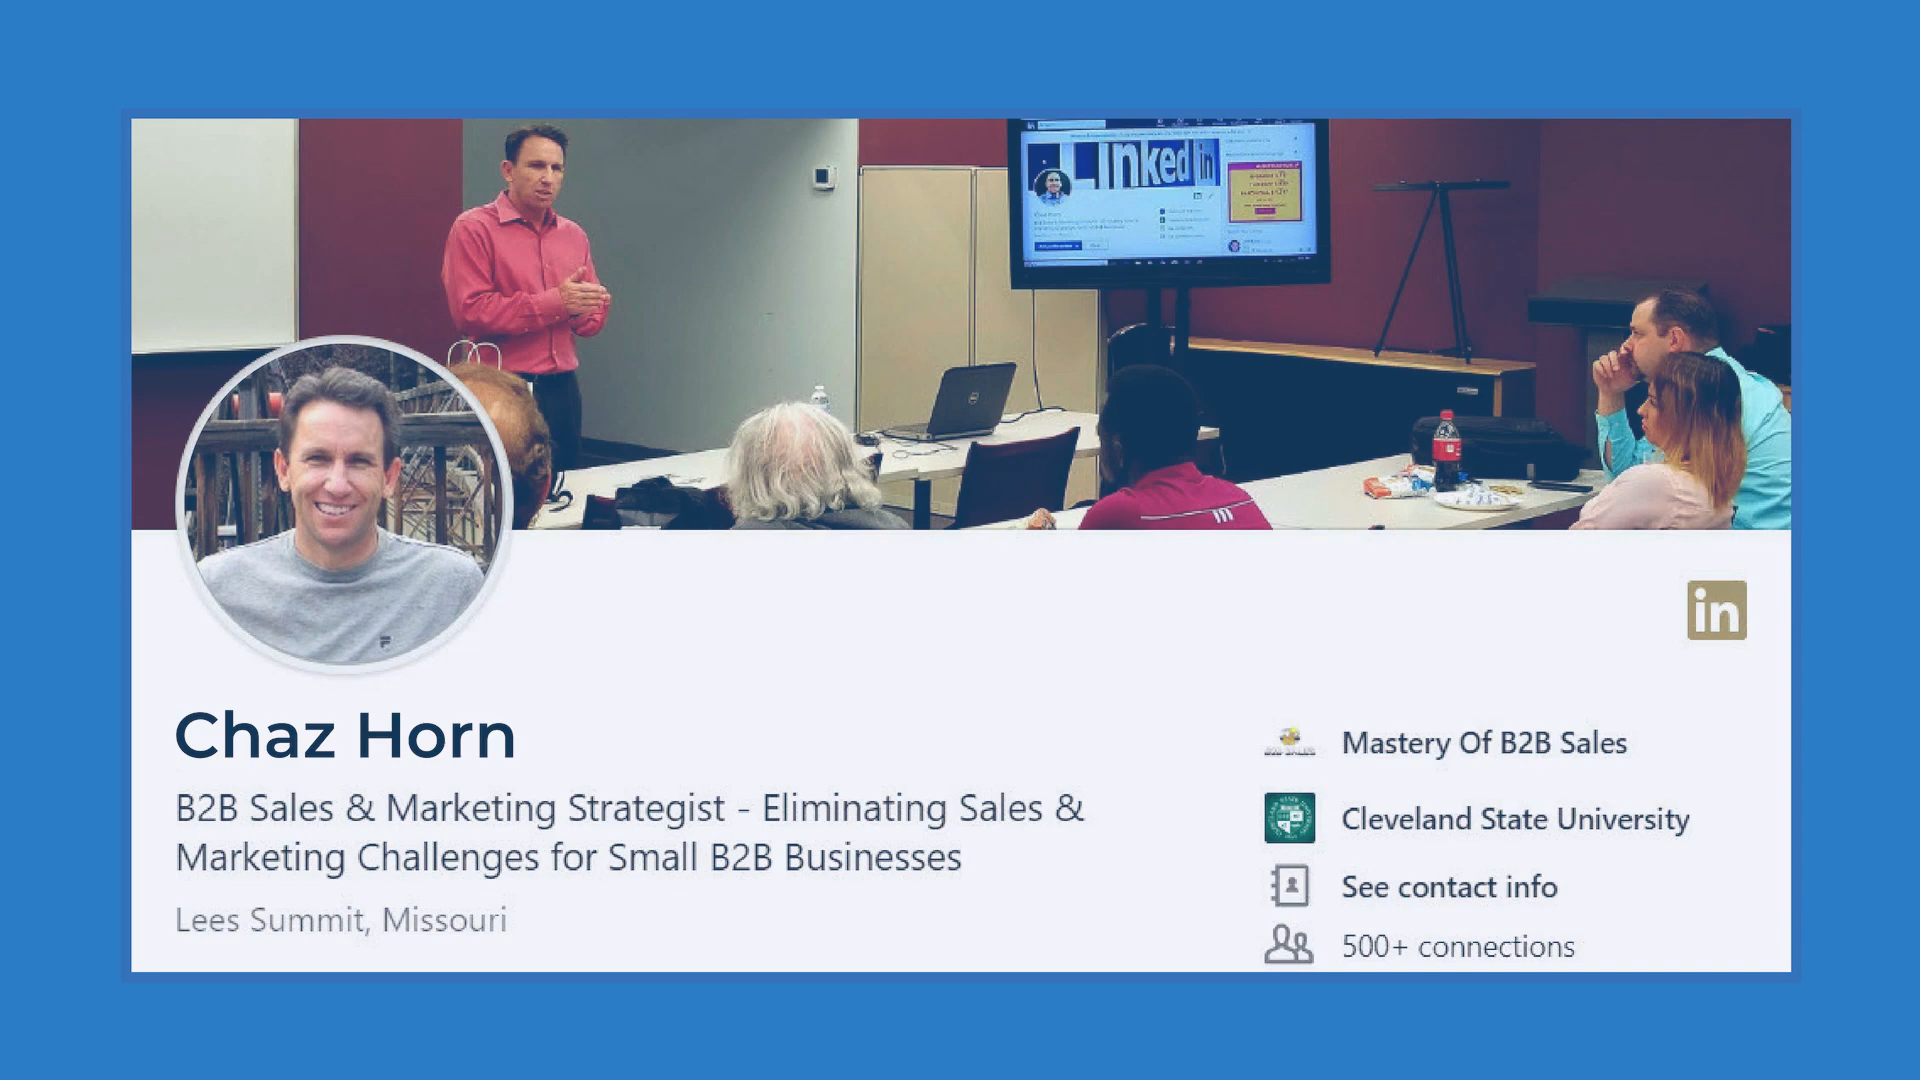 Linked in
Chaz Horn
B2B Sales & Marketing Strategist - Eliminating Sales &
Marketing Challenges for Small B2B Businesses
Lees Summit, Missouri
in
Mastery Of B2B Sales
Cleveland State University
See contact info
500+ connections